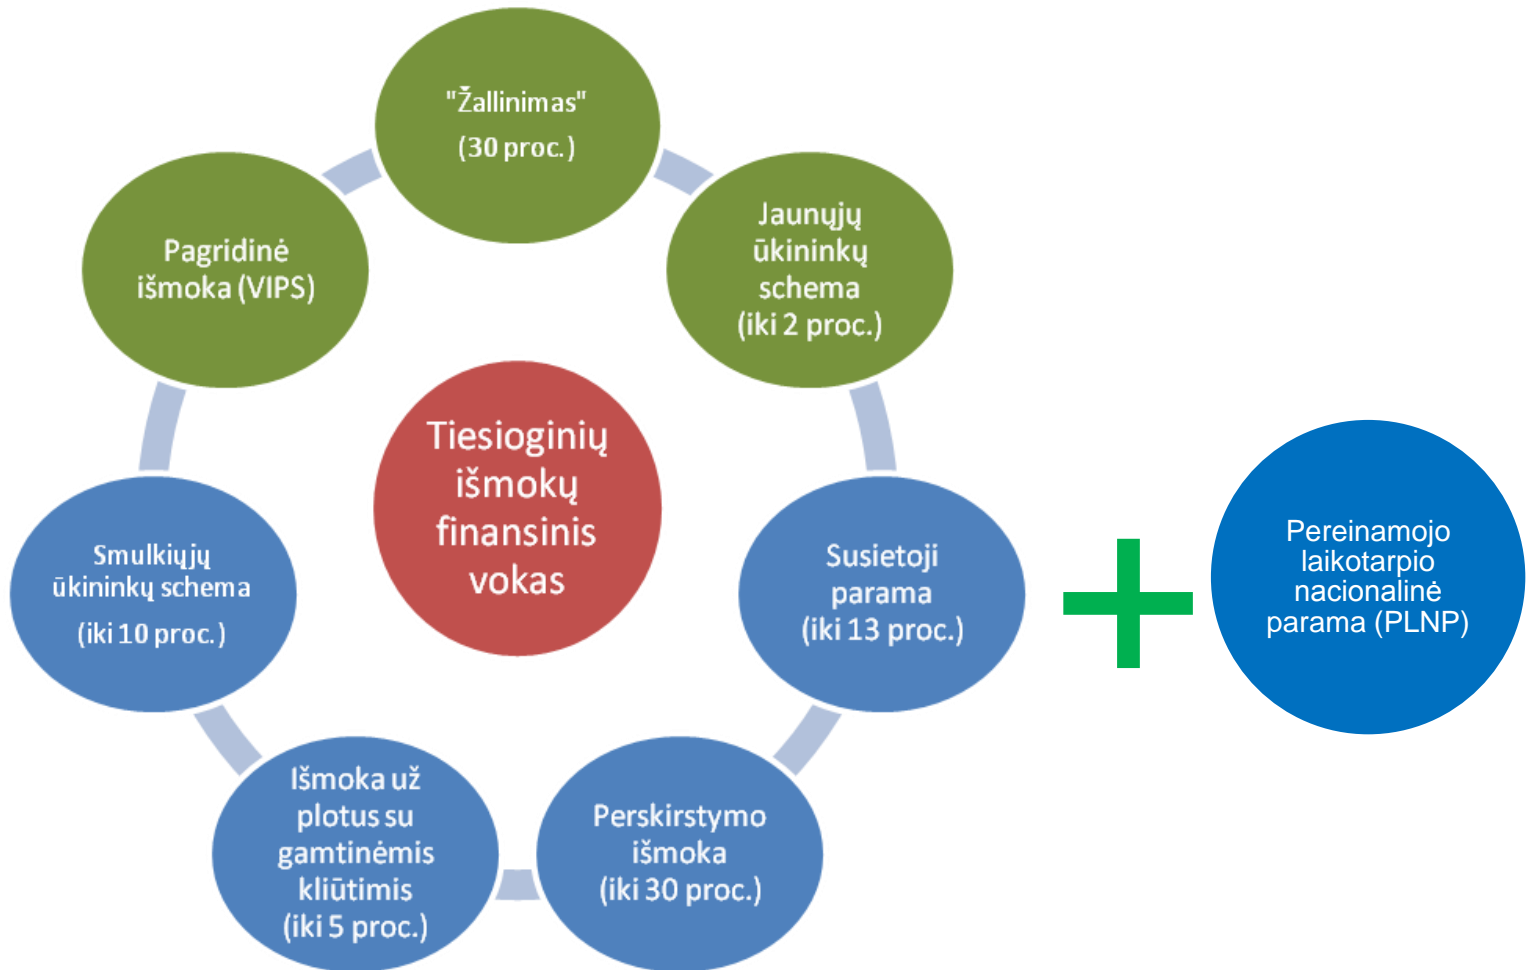 "Žallinimas"
(30 proc.)
Jaunųjų
ūkininkų
schema
(iki 2 proc.)
Pagridinė
išmoka (VIPS)
Tiesioginių
išmokų
finansinis
vokas
Susietoji
parama
(iki 13 proc.)
Pereinamojo
laikotarpio
nacionalinė
parama (PLNP)
Smulkiųjų
ūkininkų schema
(iki 10 proc.)
Išmoka už
plotus su
gamtinėmis
kliūtimis
(iki 5 proc.)
Perskirstymo
išmoka
(iki 30 proc.)